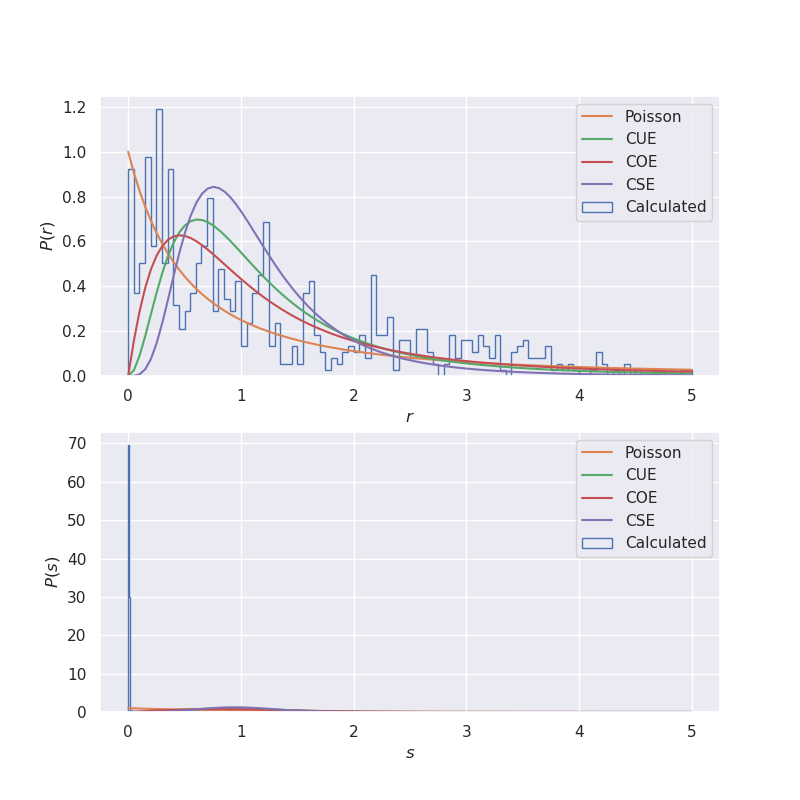 1.2
1.0
0.8
0.6
0.4
0.2
0.0
P(r)
0 1 2 3 4 5
r
Poisson
CUE
COE
CSE
Calculated
70
60
50
40
30
20
10
0
P(s)
0 1 2 3 4 5
s
Poisson
CUE
COE
CSE
Calculated